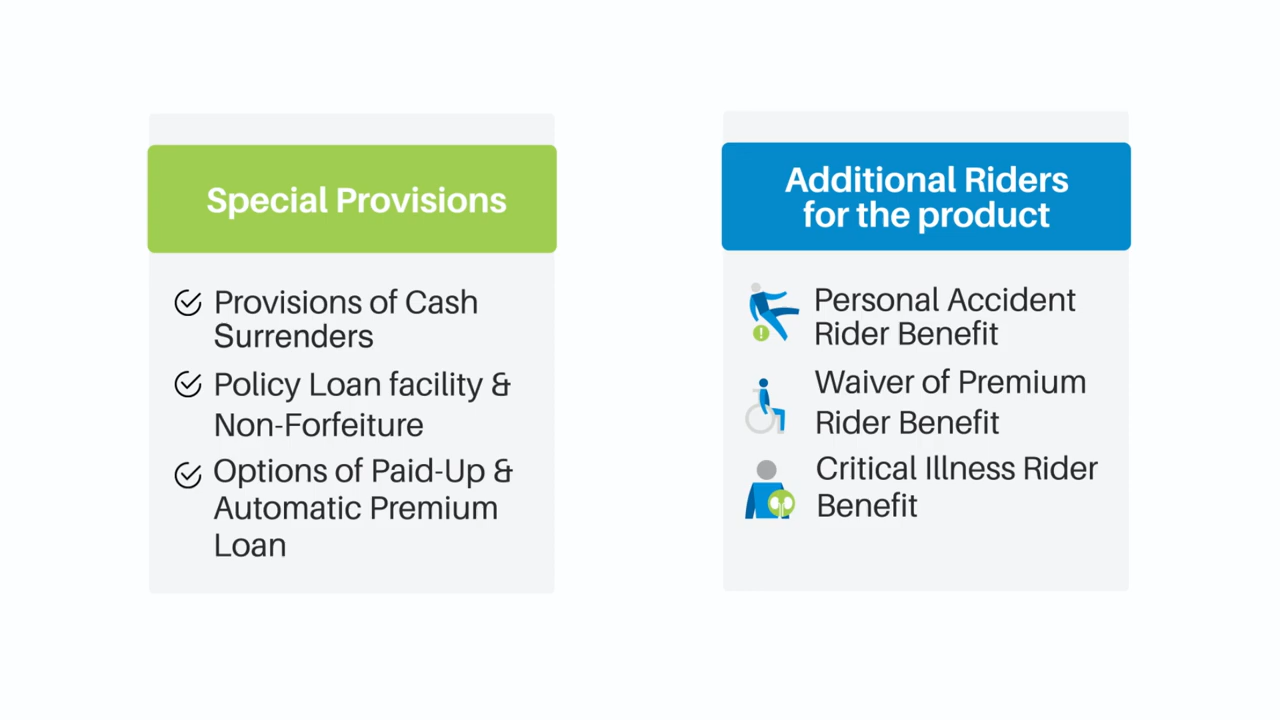 Special Provisions
Provisions of Cash
Surrenders
Policy Loan facility &
Non-Forfeiture
Options of Paid-Up &
Automatic Premium
Loan
Additional Riders
for the product
Personal Accident
Rider Benefit
Waiver of Premium
Rider Benefit
Critical Illness Rider
Benefit